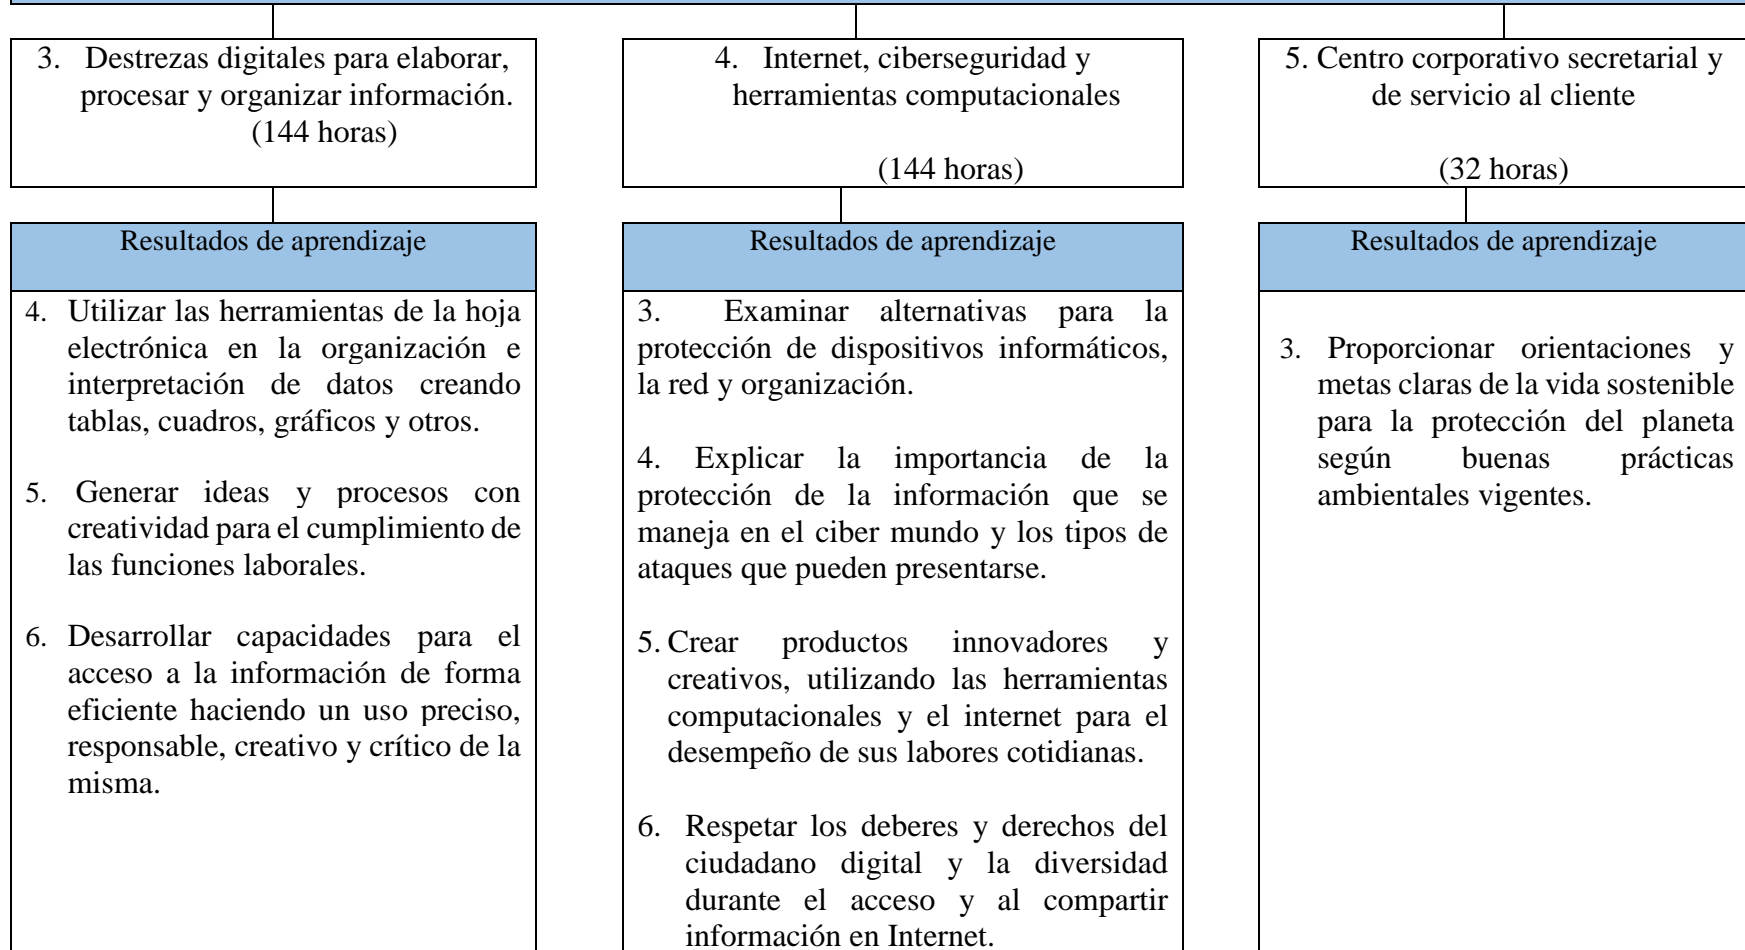 3. Destrezas digitales para elaborar,
procesar y organizar información.
(144 horas)
Resultados de aprendizaje
4. Utilizar las herramientas de la hoja
electrónica en la organización e
interpretación de datos creando
tablas, cuadros, gráficos y otros.
5. Generar ideas y procesos con
creatividad para el cumplimiento de
las funciones laborales.
6. Desarrollar capacidades para el
acceso a la información de forma
eficiente haciendo un uso preciso,
responsable, creativo y crítico de la
misma.
4. Internet, ciberseguridad y
herramientas computacionales
(144 horas)
Resultados de aprendizaje
3. Examinar alternativas para la
protección de dispositivos informáticos,
la red y organización.
4. Explicar la importancia de la
protección de la información que se
maneja en el ciber mundo y los tipos de
ataques que pueden presentarse.
5. Crear productos innovadores y
creativos, utilizando las herramientas
computacionales y el internet para el
desempeño de sus labores cotidianas.
6. Respetar los deberes y derechos del
ciudadano digital y la diversidad
durante el acceso y al compartir
información en Internet.
5. Centro corporativo secretarial y
de servicio al cliente
(32 horas)
Resultados de aprendizaje
3. Proporcionar orientaciones y
metas claras de la vida sostenible
para la protección del planeta
según buenas prácticas
ambientales vigentes.